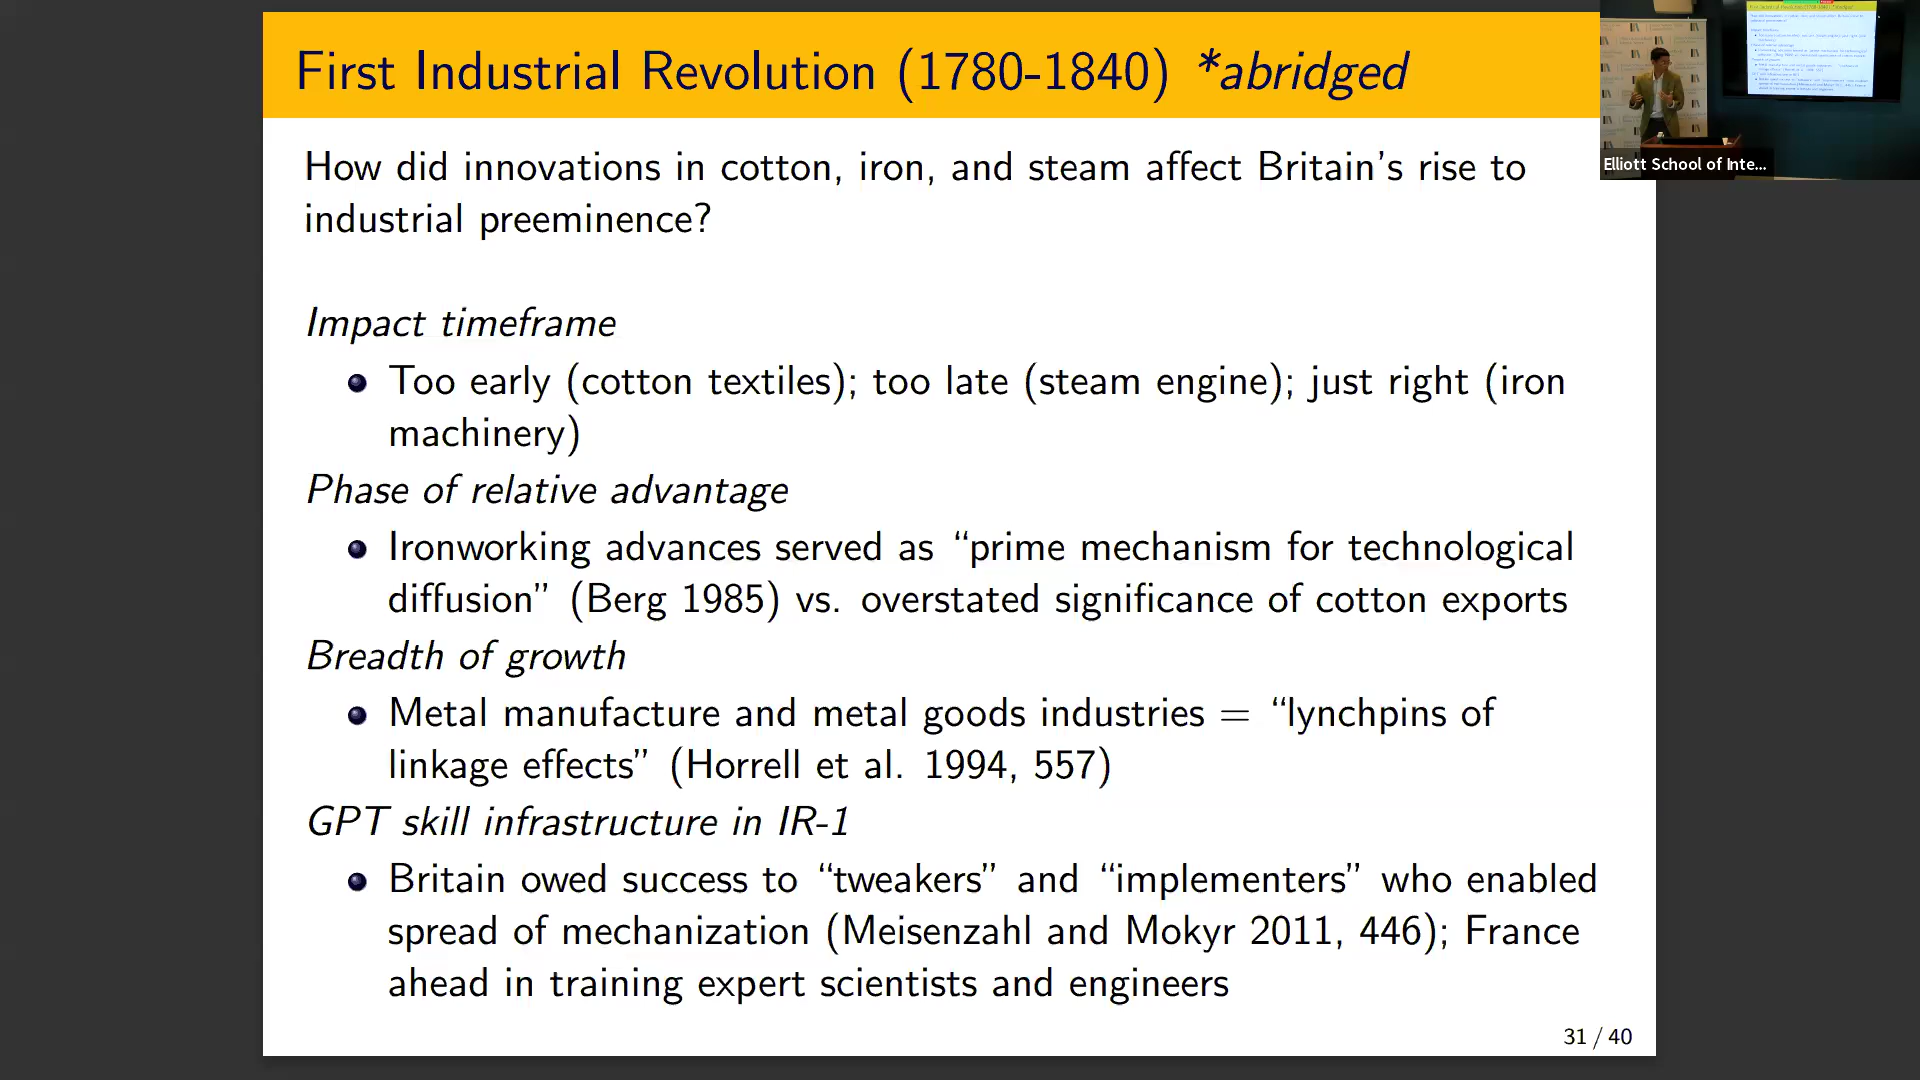 First Industrial Revolution (1780-1840) *abridged
How did innovations in cotton, iron, and steam affect Britain's rise to
industrial preeminence?
Impact timeframe
Too early (cotton textiles); too late (steam engine); just right (iron
machinery)
Phase of relative advantage
Ironworking advances served as “prime mechanism for technological
diffusion” (Berg 1985) vs. overstated significance of cotton exports
Breadth of growth
Metal manufacture and metal goods industries = “lynchpins of
linkage effects” (Horrell et al. 1994, 557)
GPT skill infrastructure in IR-1
Britain owed success to “tweakers” and “implementers” who enabled
spread of mechanization (Meisenzahl and Mokyr 2011, 446); France
ahead in training expert scientists and engineers
31 / 40
Elliott School of Inte...